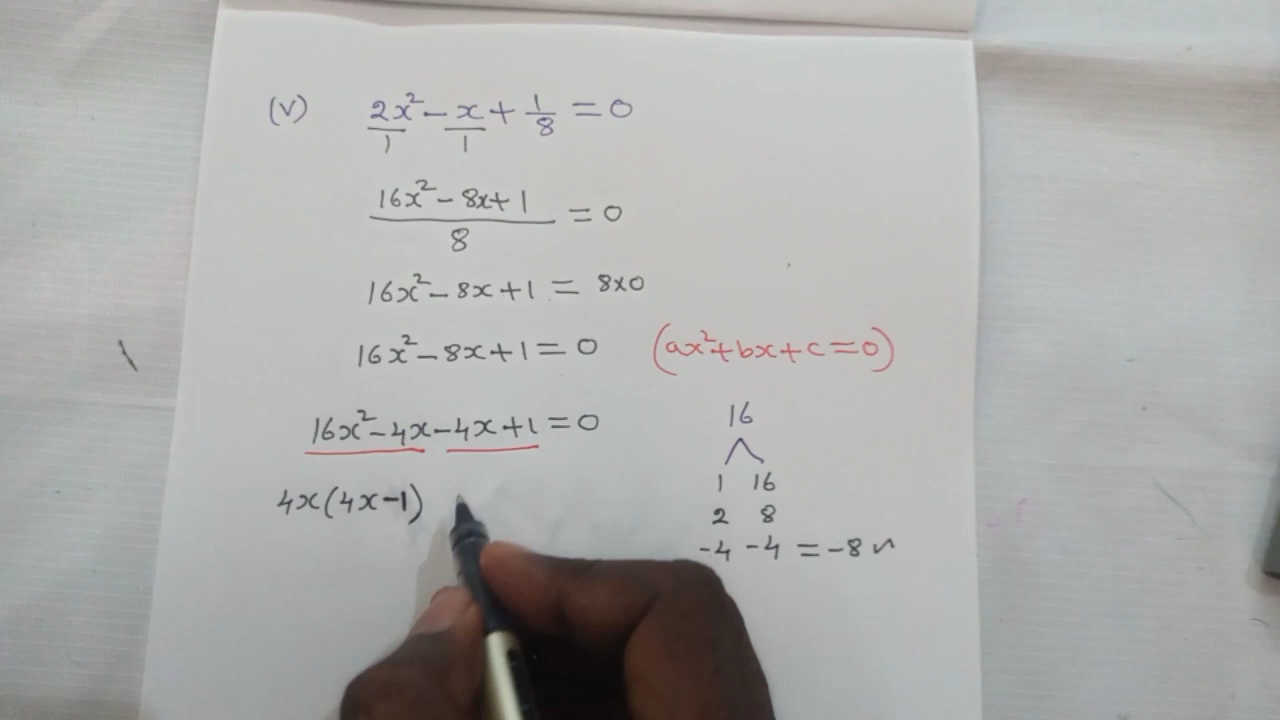 (V) 2x²/1 - x/1 + 1/8 = 0
(16x² - 8x + 1)/8 = 0
16x² - 8x + 1 = 8×0
16x² - 8x + 1 = 0 (ax² + bx + c = 0)
16x² - 4x - 4x + 1 = 0
4x(4x - 1)
16
1 16
2 8
-4 -4 = -8 ✓